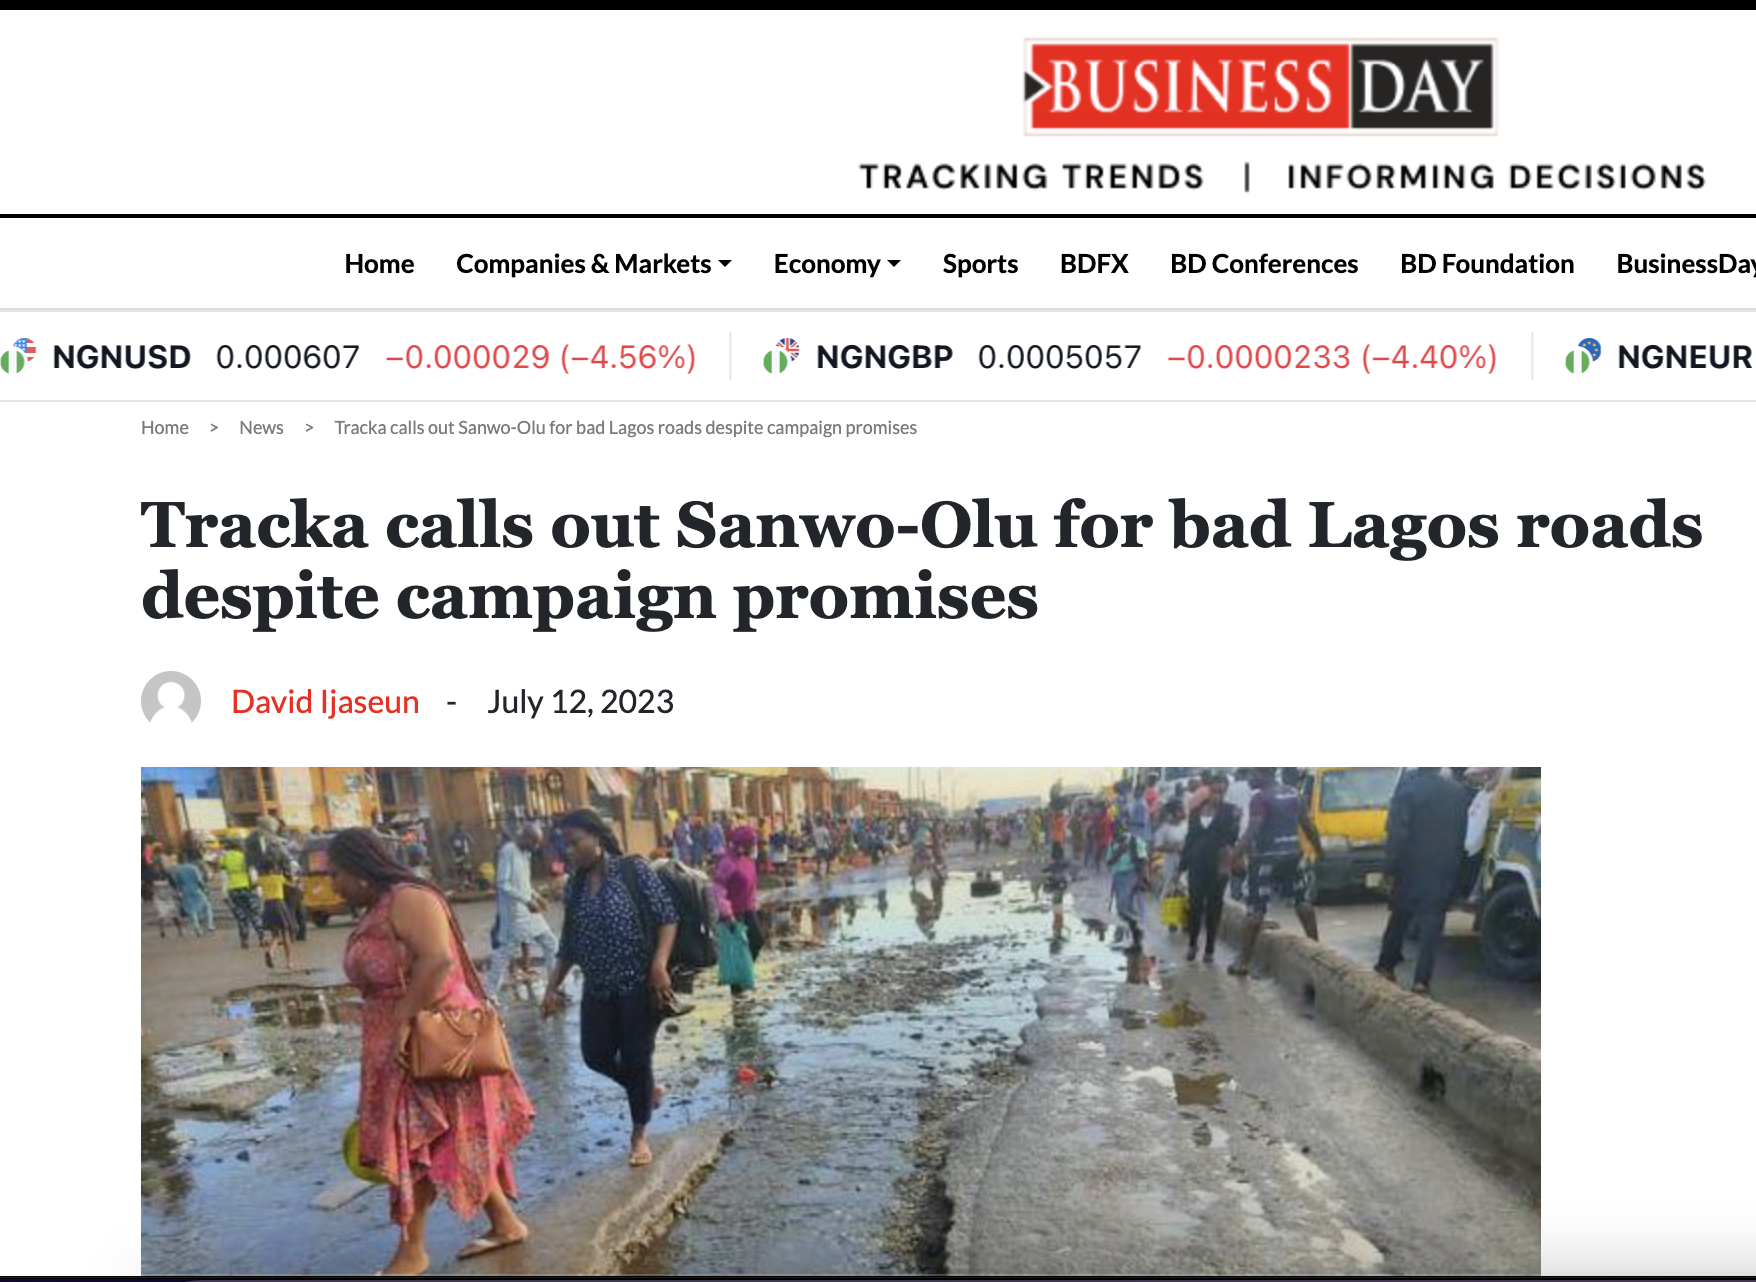 BUSINESS DAY
TRACKING TRENDS | INFORMING DECISIONS
Home Companies & Markets Economy Sports BDFX BD Conferences BD Foundation BusinessDay
NGNUSD 0.000607 −0.000029 (−4.56%) NGNGBP 0.0005057 −0.0000233 (−4.40%) NGNEUR
Home > News > Tracka calls out Sanwo-Olu for bad Lagos roads despite campaign promises
Tracka calls out Sanwo-Olu for bad Lagos roads
despite campaign promises
David Ijaseun - July 12, 2023